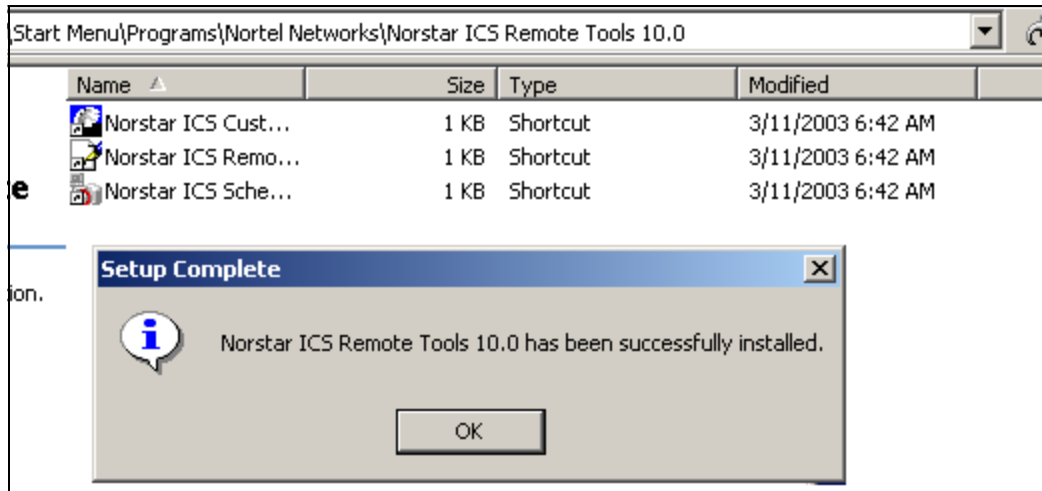 \Start Menu\Programs\Nortel Networks\Norstar ICS Remote Tools 10.0
Name Size Type Modified
Norstar ICS Cust... 1 KB Shortcut 3/11/2003 6:42 AM
Norstar ICS Remo... 1 KB Shortcut 3/11/2003 6:42 AM
Norstar ICS Sche... 1 KB Shortcut 3/11/2003 6:42 AM
e
ion.
Setup Complete
Norstar ICS Remote Tools 10.0 has been successfully installed.
OK